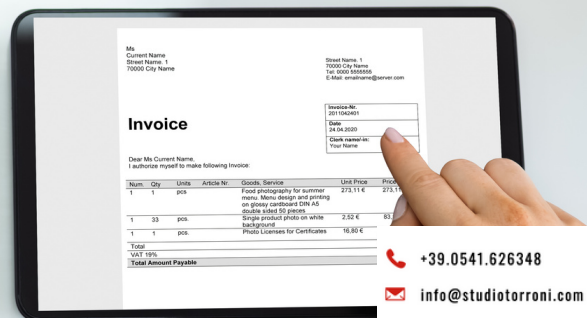 Ms
Current Name
Street Name. 1
70000 City Name
Street Name. 1
70000 City Name
Tel: 0000 5555555
E-Mail: emailname@server.com
Invoice-Nr.
2011042401
Date
24.04.2020
Clerk name/-in:
Your Name
Invoice
Dear Ms Current Name,
I authorize myself to make following Invoice:
Num. Qty Units Article Nr. Goods, Service Unit Price Price
1 1 pcs Food photography for summer 273,11 € 273,11
menu. Menu design and printing
on glossy cardboard DIN A5
double sided 50 pieces
1 33 pcs. Single product photo on white 2,52 € 83,
background
1 1 pcs. Photo Licenses for Certificates 16,80 €
Total
VAT 19%
Total Amount Payable
+39.0541.626348
info@studiotorroni.com